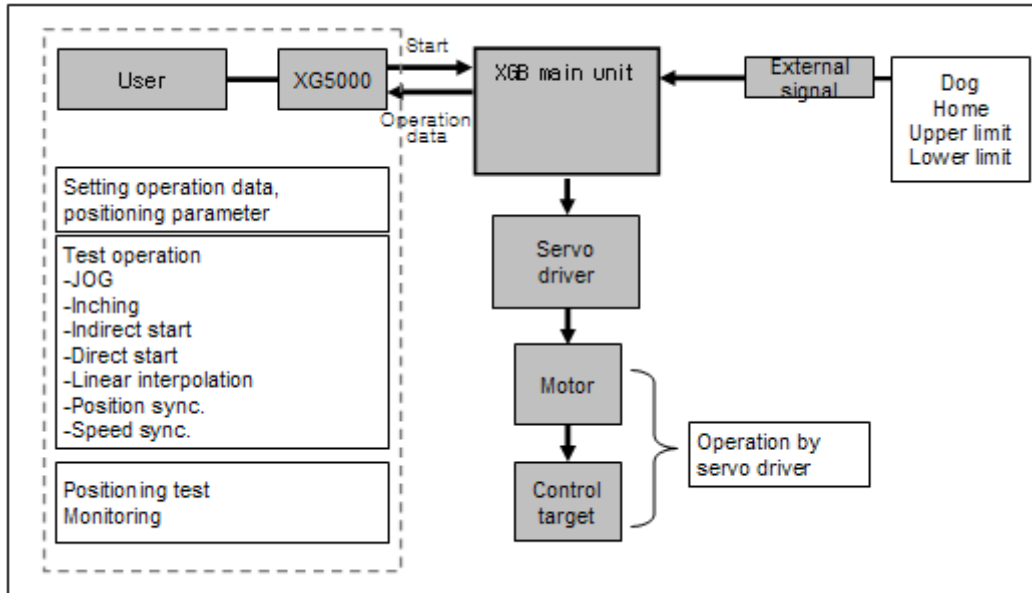 User
XG5000
Start
Operation
data
XGB main unit
External
signal
Dog
Home
Upper limit
Lower limit
Setting operation data,
positioning parameter
Test operation
-JOG
-Inching
-Indirect start
-Direct start
-Linear interpolation
-Position sync.
-Speed sync.
Positioning test
Monitoring
Servo
driver
Motor
Control
target
Operation by
servo driver